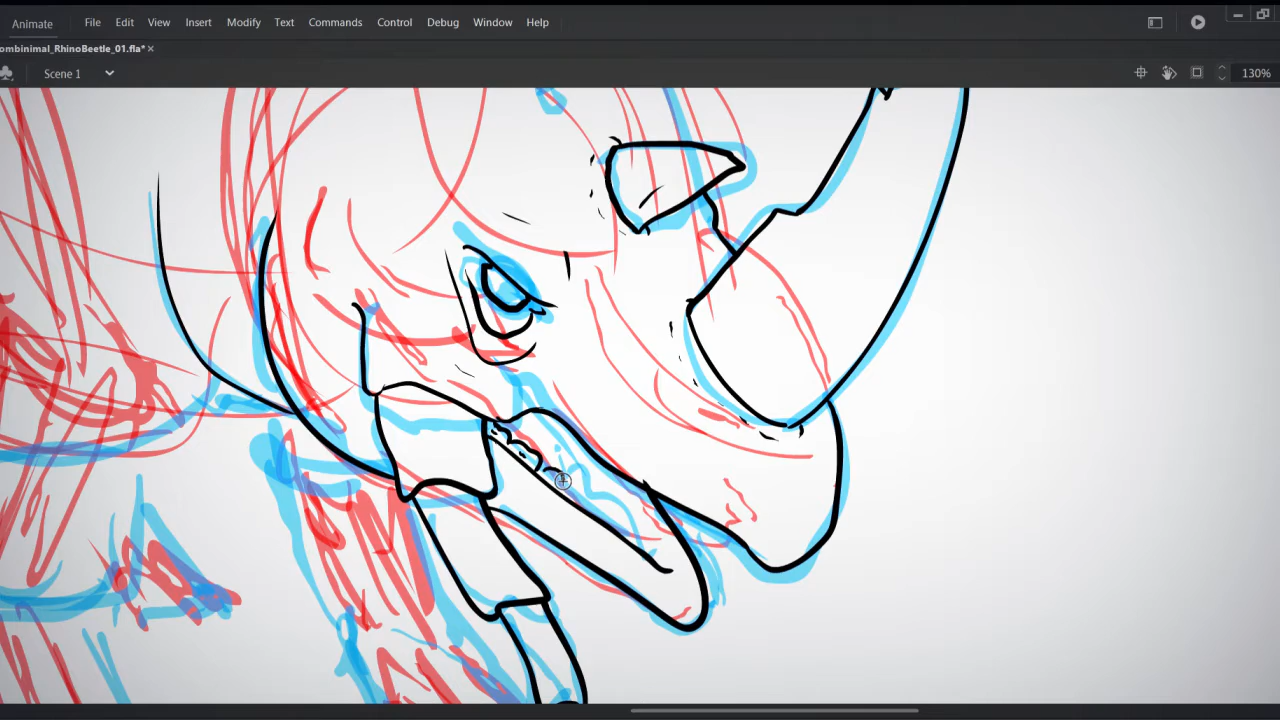 Animate File Edit View Insert Modify Text Commands Control Debug Window Help
ombinimal_RhinoBeetle_01.fla*
Scene 1 130%